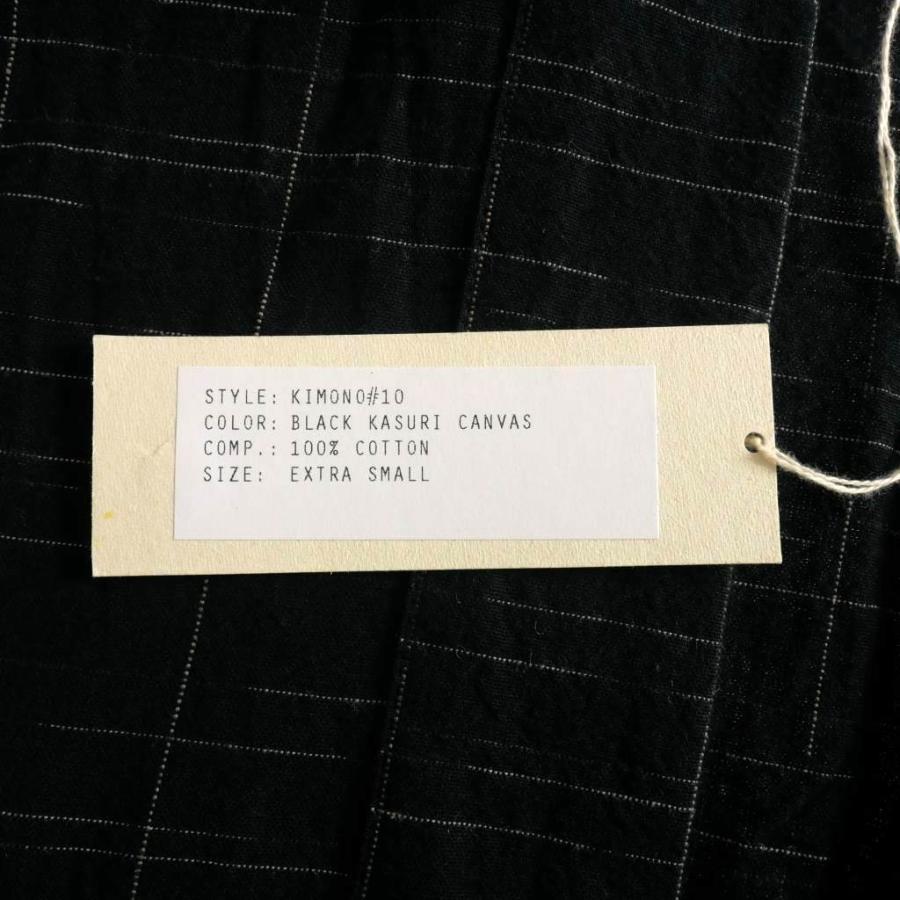 STYLE: KIMONO#10
COLOR: BLACK KASURI CANVAS
COMP.: 100% COTTON
SIZE: EXTRA SMALL